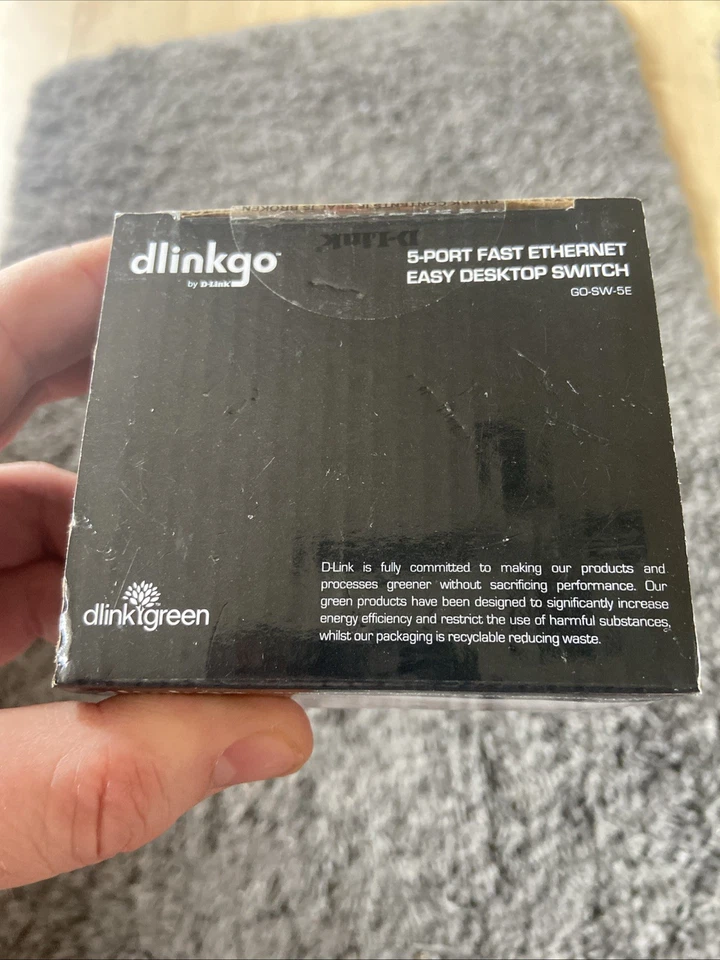 D-Link
dlinkgo™
by D-Link
5-PORT FAST ETHERNET
EASY DESKTOP SWITCH
GO-SW-5E
D-Link is fully committed to making our products and
processes greener without sacrificing performance. Our
green products have been designed to significantly increase
energy efficiency and restrict the use of harmful substances,
whilst our packaging is recyclable reducing waste.
dlinkgreen